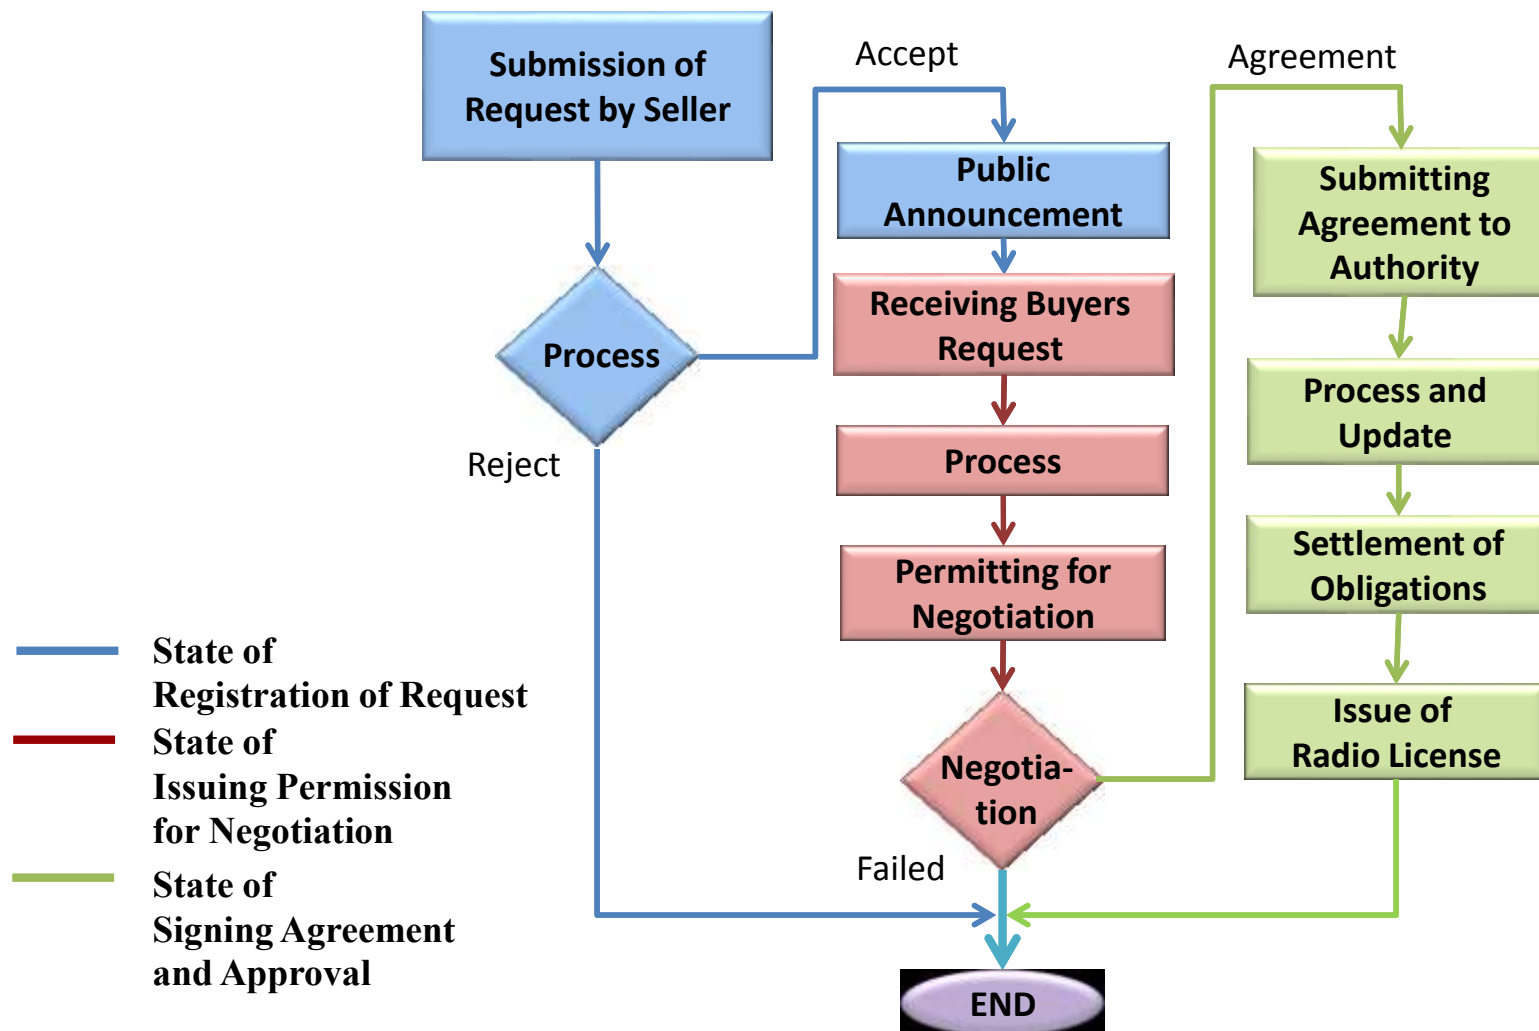 Submission of
Request by Seller
Process
Reject
Accept
Public
Announcement
Receiving Buyers
Request
Process
Permitting for
Negotiation
Negotia-
tion
Failed
Agreement
Submitting
Agreement to
Authority
Process and
Update
Settlement of
Obligations
Issue of
Radio License
END
State of
Registration of Request
State of
Issuing Permission
for Negotiation
State of
Signing Agreement
and Approval